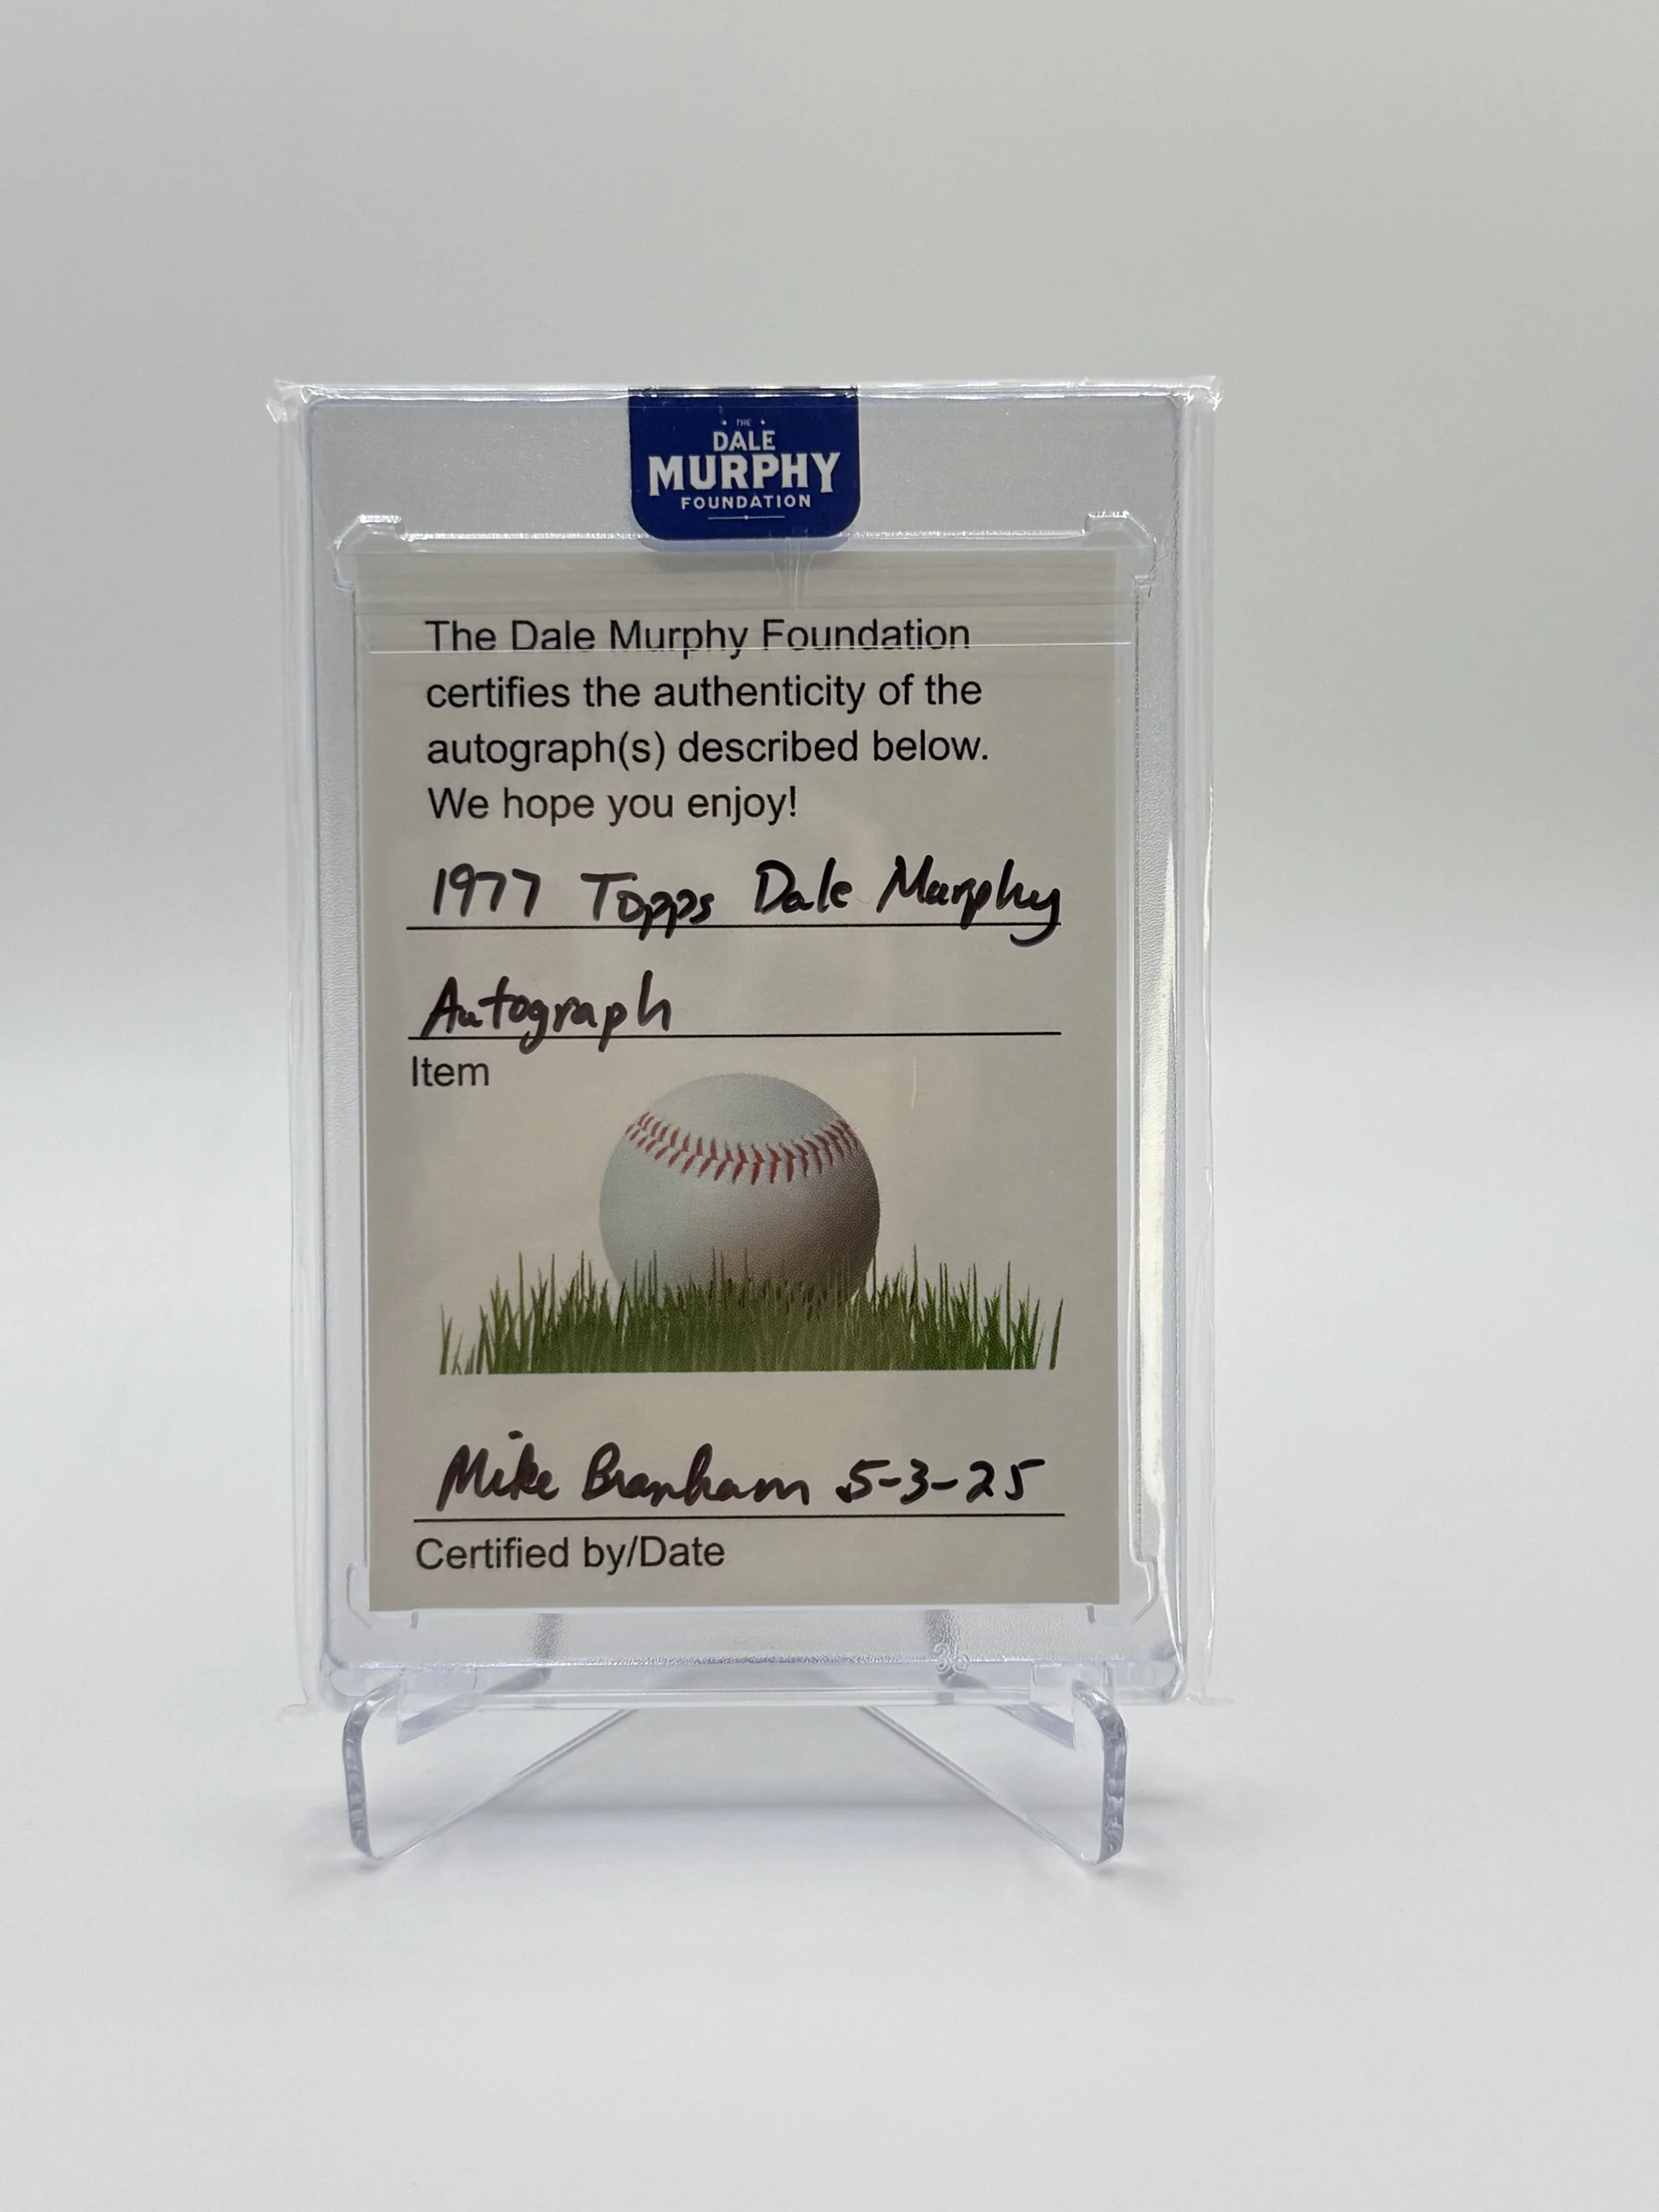 THE
DALE
MURPHY
FOUNDATION
The Dale Murphy Foundation
certifies the authenticity of the
autograph(s) described below.
We hope you enjoy!
1977 Topps Dale Murphy
Autograph
Item
Mike Branham 5-3-25
Certified by/Date
35